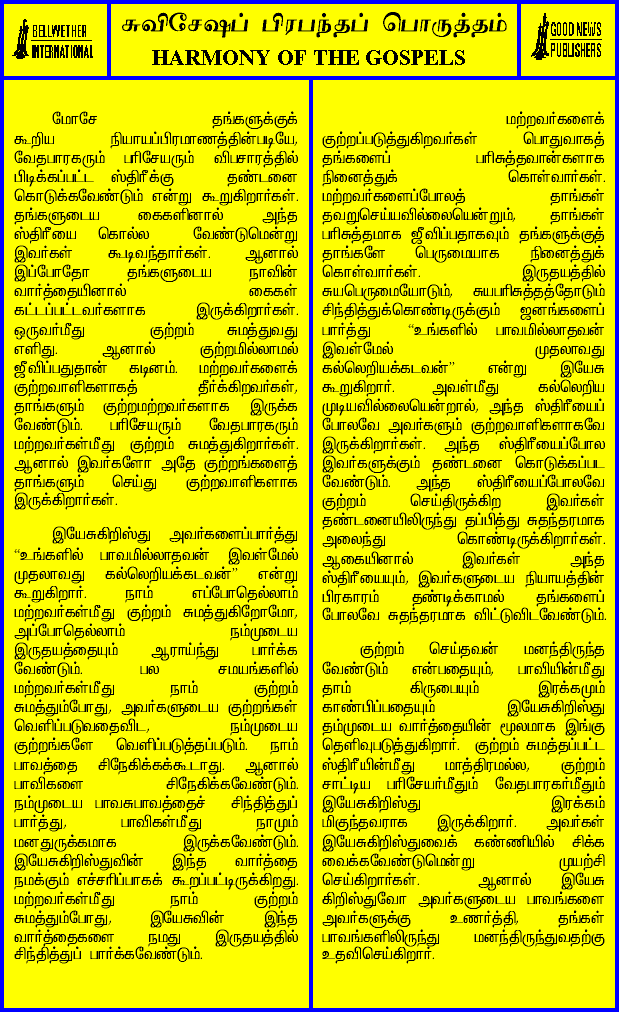 BELLWETHER
INTERNATIONAL
சுவிசேஷப் பிரபந்தப் பொருத்தம்
HARMONY OF THE GOSPELS
GOOD NEWS
PUBLISHERS
மோசே தங்களுக்குக்
கூறிய நியாயப்பிரமாணத்தின்படியே,
வேதபாரகரும் பரிசேயரும் விபசாரத்தில்
பிடிக்கப்பட்ட ஸ்திரீக்கு தண்டனை
கொடுக்கவேண்டும் என்று கூறுகிறார்கள்.
தங்களுடைய கைகளினால் அந்த
ஸ்திரீயை கொல்ல வேண்டுமென்று
இவர்கள் கூடிவந்தார்கள். ஆனால்
இப்போதோ தங்களுடைய நாவின்
வார்த்தையினால் கைகள்
கட்டப்பட்டவர்களாக இருக்கிறார்கள்.
ஒருவர்மீது குற்றம் சுமத்துவது
எளிது. ஆனால் குற்றமில்லாமல்
ஜீவிப்பதுதான் கடினம். மற்றவர்களைக்
குற்றவாளிகளாகத் தீர்க்கிறவர்கள்,
தாங்களும் குற்றமற்றவர்களாக இருக்க
வேண்டும். பரிசேயரும் வேதபாரகரும்
மற்றவர்கள்மீது குற்றம் சுமத்துகிறார்கள்.
ஆனால் இவர்களோ அதே குற்றங்களைத்
தாங்களும் செய்து குற்றவாளிகளாக
இருக்கிறார்கள்.
இயேசுகிறிஸ்து அவர்களைப்பார்த்து
“உங்களில் பாவமில்லாதவன் இவள்மேல்
முதலாவது கல்லெறியக்கடவன்” என்று
கூறுகிறார். நாம் எப்போதெல்லாம்
மற்றவர்கள்மீது குற்றம் சுமத்துகிறோமோ,
அப்போதெல்லாம் நம்முடைய
இருதயத்தையும் ஆராய்ந்து பார்க்க
வேண்டும். பல சமயங்களில்
மற்றவர்கள்மீது நாம் குற்றம்
சுமத்தும்போது, அவர்களுடைய குற்றங்கள்
வெளிப்படுவதைவிட, நம்முடைய
குற்றங்களே வெளிப்படுத்தப்படும். நாம்
பாவத்தை சிநேகிக்கக்கூடாது. ஆனால்
பாவிகளை சிநேகிக்கவேண்டும்.
நம்முடைய பாவசுபாவத்தைச் சிந்தித்துப்
பார்த்து, பாவிகள்மீது நாமும்
மனதுருக்கமாக இருக்கவேண்டும்.
இயேசுகிறிஸ்துவின் இந்த வார்த்தை
நமக்கும் எச்சரிப்பாகக் கூறப்பட்டிருக்கிறது.
மற்றவர்கள்மீது நாம் குற்றம்
சுமத்தும்போது, இயேசுவின் இந்த
வார்த்தைகளை நமது இருதயத்தில்
சிந்தித்துப் பார்க்கவேண்டும்.
மற்றவர்களைக்
குற்றப்படுத்துகிறவர்கள் பொதுவாகத்
தங்களைப் பரிசுத்தவான்களாக
நினைத்துக் கொள்வார்கள்.
மற்றவர்களைப்போலத் தாங்கள்
தவறுசெய்யவில்லையென்றும், தாங்கள்
பரிசுத்தமாக ஜீவிப்பதாகவும் தங்களுக்குத்
தாங்களே பெருமையாக நினைத்துக்
கொள்வார்கள். இருதயத்தில்
சுயபெருமையோடும், சுயபரிசுத்தத்தோடும்
சிந்தித்துக்கொண்டிருக்கும் ஜனங்களைப்
பார்த்து “உங்களில் பாவமில்லாதவன்
இவள்மேல் முதலாவது
கல்லெறியக்கடவன்” என்று இயேசு
கூறுகிறார். அவள்மீது கல்லெறிய
முடியவில்லையென்றால், அந்த ஸ்திரீயைப்
போலவே அவர்களும் குற்றவாளிகளாகவே
இருக்கிறார்கள். அந்த ஸ்திரீயைப்போல
இவர்களுக்கும் தண்டனை கொடுக்கப்பட
வேண்டும். அந்த ஸ்திரீயைப்போலவே
குற்றம் செய்திருக்கிற இவர்கள்
தண்டனையிலிருந்து தப்பித்து சுதந்தரமாக
அலைந்து கொண்டிருக்கிறார்கள்.
ஆகையினால் இவர்கள் அந்த
ஸ்திரீயையும், இவர்களுடைய நியாயத்தின்
பிரகாரம் தண்டிக்காமல் தங்களைப்
போலவே சுதந்தரமாக விட்டுவிடவேண்டும்.
குற்றம் செய்தவன் மனந்திரும்ப
வேண்டும் என்பதையும், பாவியின்மீது
தாம் கிருபையும் இரக்கமும்
காண்பிப்பதையும் இயேசுகிறிஸ்து
தம்முடைய வார்த்தையின் மூலமாக இங்கு
தெளிவுபடுத்துகிறார். குற்றம் சுமத்தப்பட்ட
ஸ்திரீயின்மீது மாத்திரமல்ல, குற்றம்
சாட்டிய பரிசேயர்மீதும் வேதபாரகர்மீதும்
இயேசுகிறிஸ்து இரக்கம்
மிகுந்தவராக இருக்கிறார். அவர்கள்
இயேசுகிறிஸ்துவைக் கண்ணியில் சிக்க
வைக்கவேண்டுமென்று முயற்சி
செய்கிறார்கள். ஆனால் இயேசு
கிறிஸ்துவோ அவர்களுடைய பாவங்களை
அவர்களுக்கு உணர்த்தி, தங்கள்
பாவங்களிலிருந்து மனந்திருந்துவதற்கு
உதவிசெய்கிறார்.